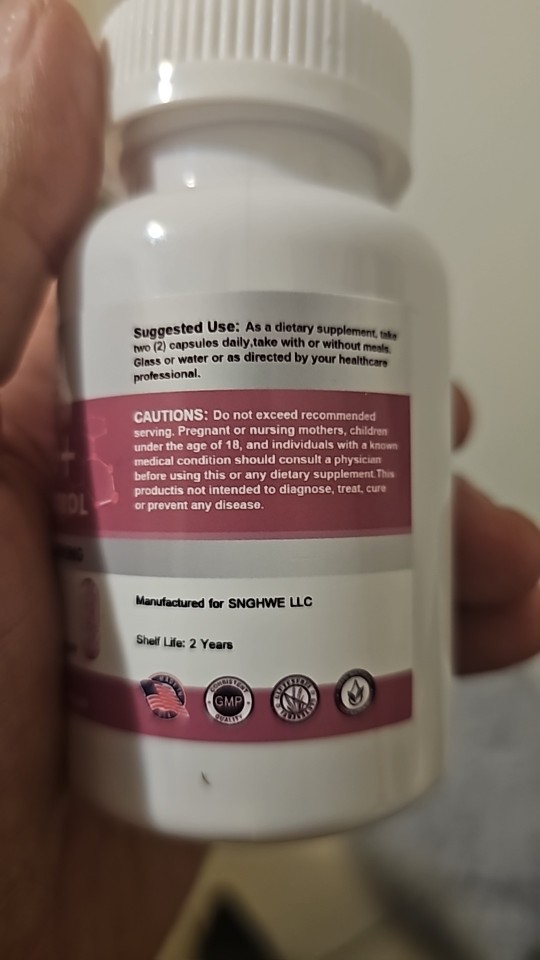 Suggested Use: As a dietary supplement, take
two (2) capsules daily,take with or without meals.
Glass or water or as directed by your healthcare
professional.
CAUTIONS: Do not exceed recommended
serving. Pregnant or nursing mothers, children
under the age of 18, and individuals with a known
medical condition should consult a physician
before using this or any dietary supplement.This
productis not intended to diagnose, treat, cure
or prevent any disease.
Manufactured for SNGHWE LLC
Shelf Life: 2 Years
CONSISTENT
GMP
QUALITY